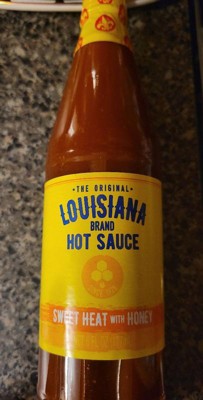 • THE ORIGINAL •
LOUISIANA
BRAND
HOT SAUCE
SWEET HEAT WITH HONEY